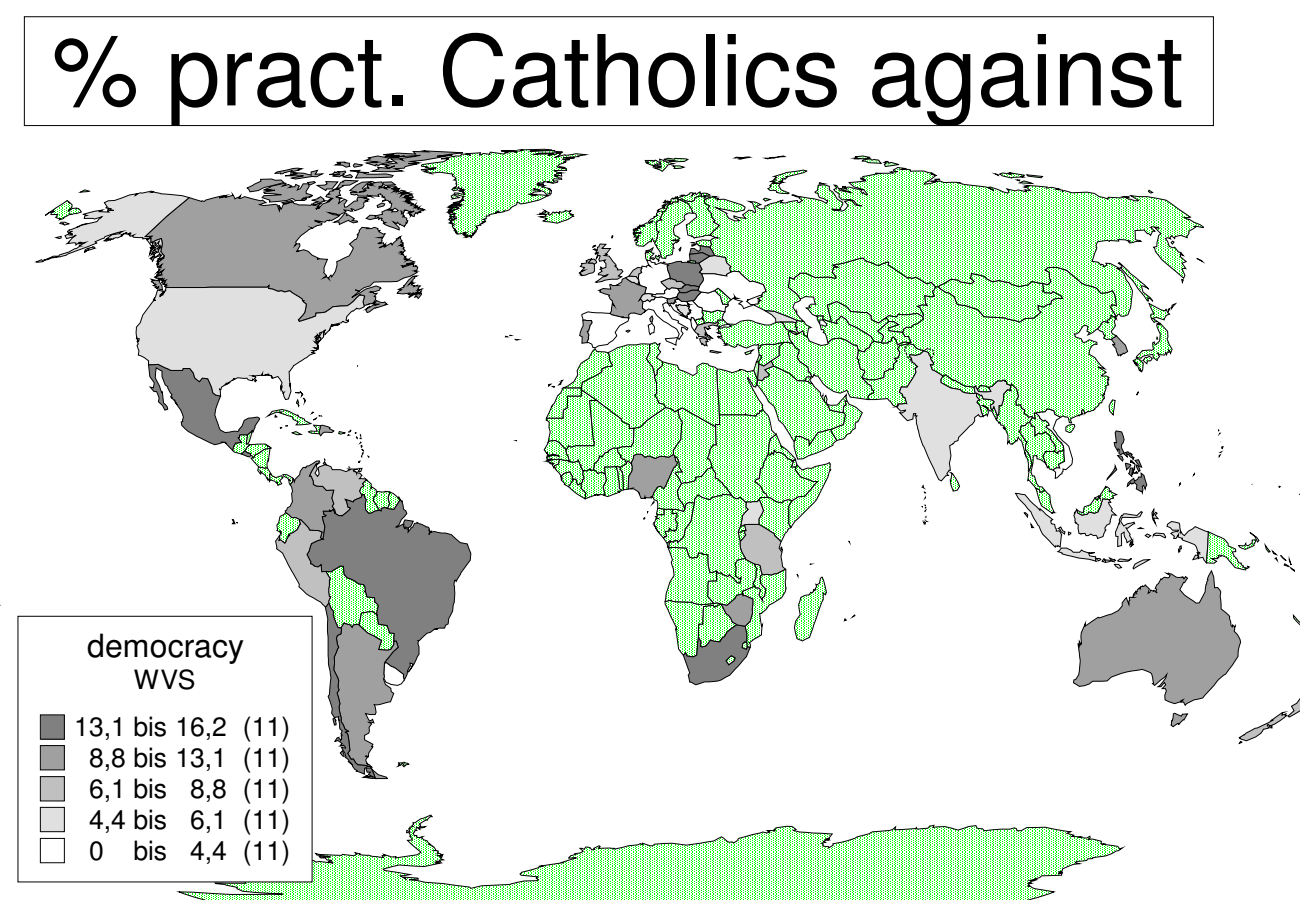 % pract. Catholics against
democracy
WVS
13,1 bis 16,2 (11)
8,8 bis 13,1 (11)
6,1 bis 8,8 (11)
4,4 bis 6,1 (11)
0 bis 4,4 (11)